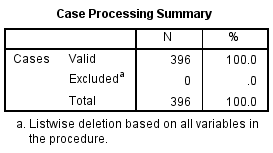 Case Processing Summary
N %
Cases Valid 396 100.0
Excludedª 0 .0
Total 396 100.0
a. Listwise deletion based on all variables in
the procedure.